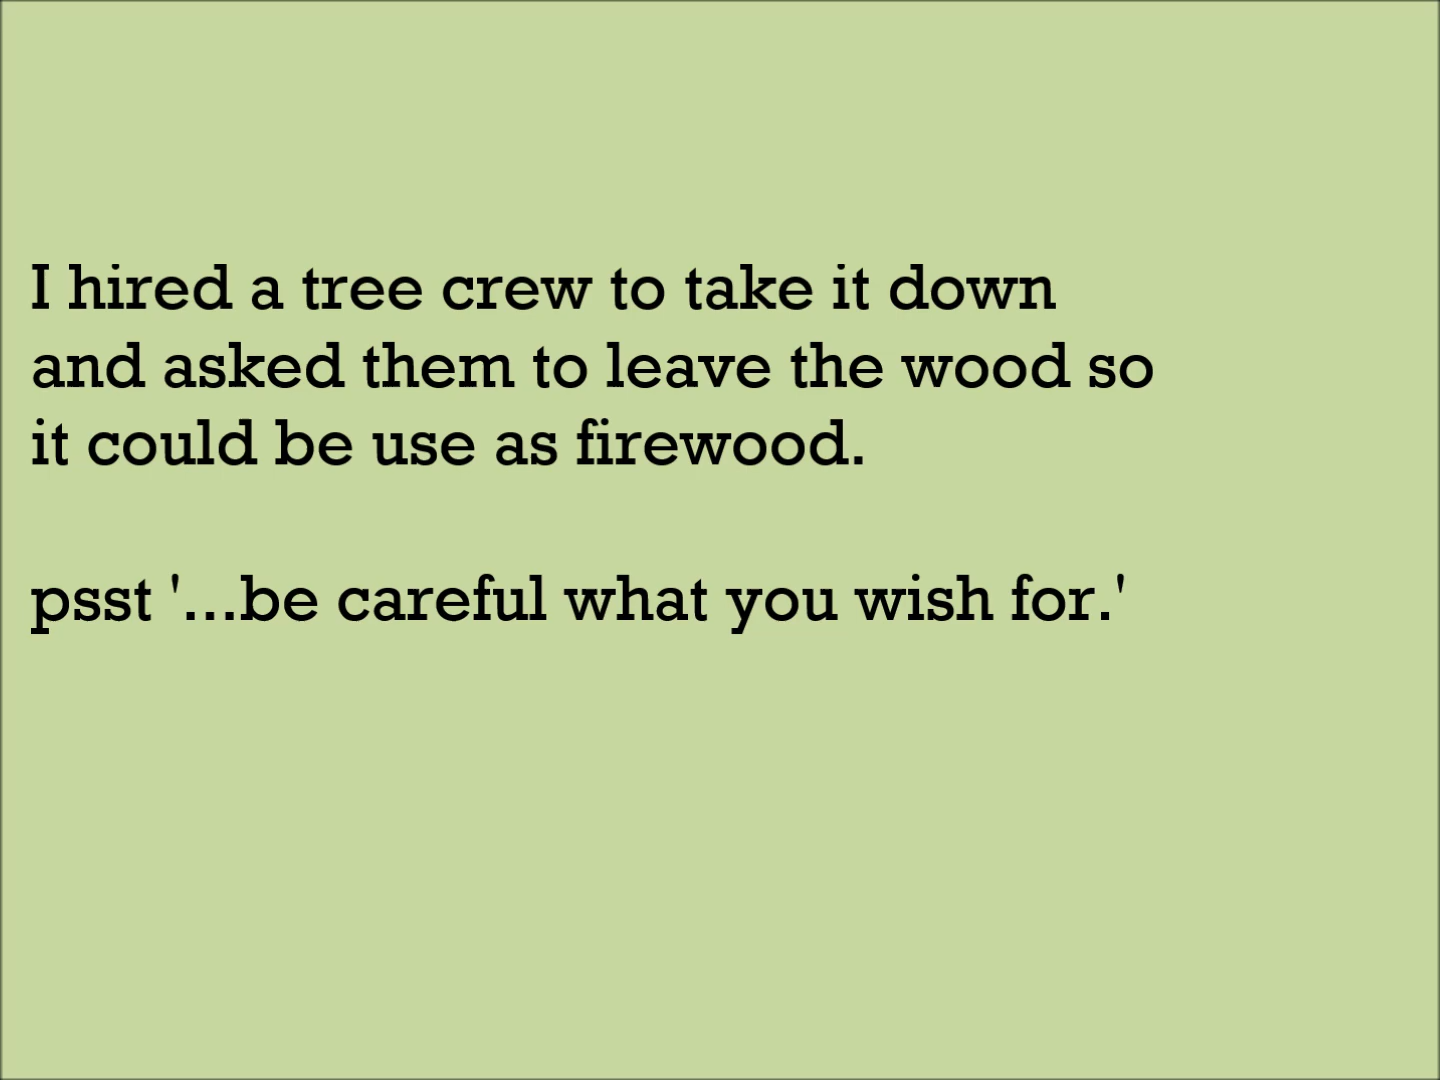 I hired a tree crew to take it down
and asked them to leave the wood so
it could be use as firewood.
psst '...be careful what you wish for.'